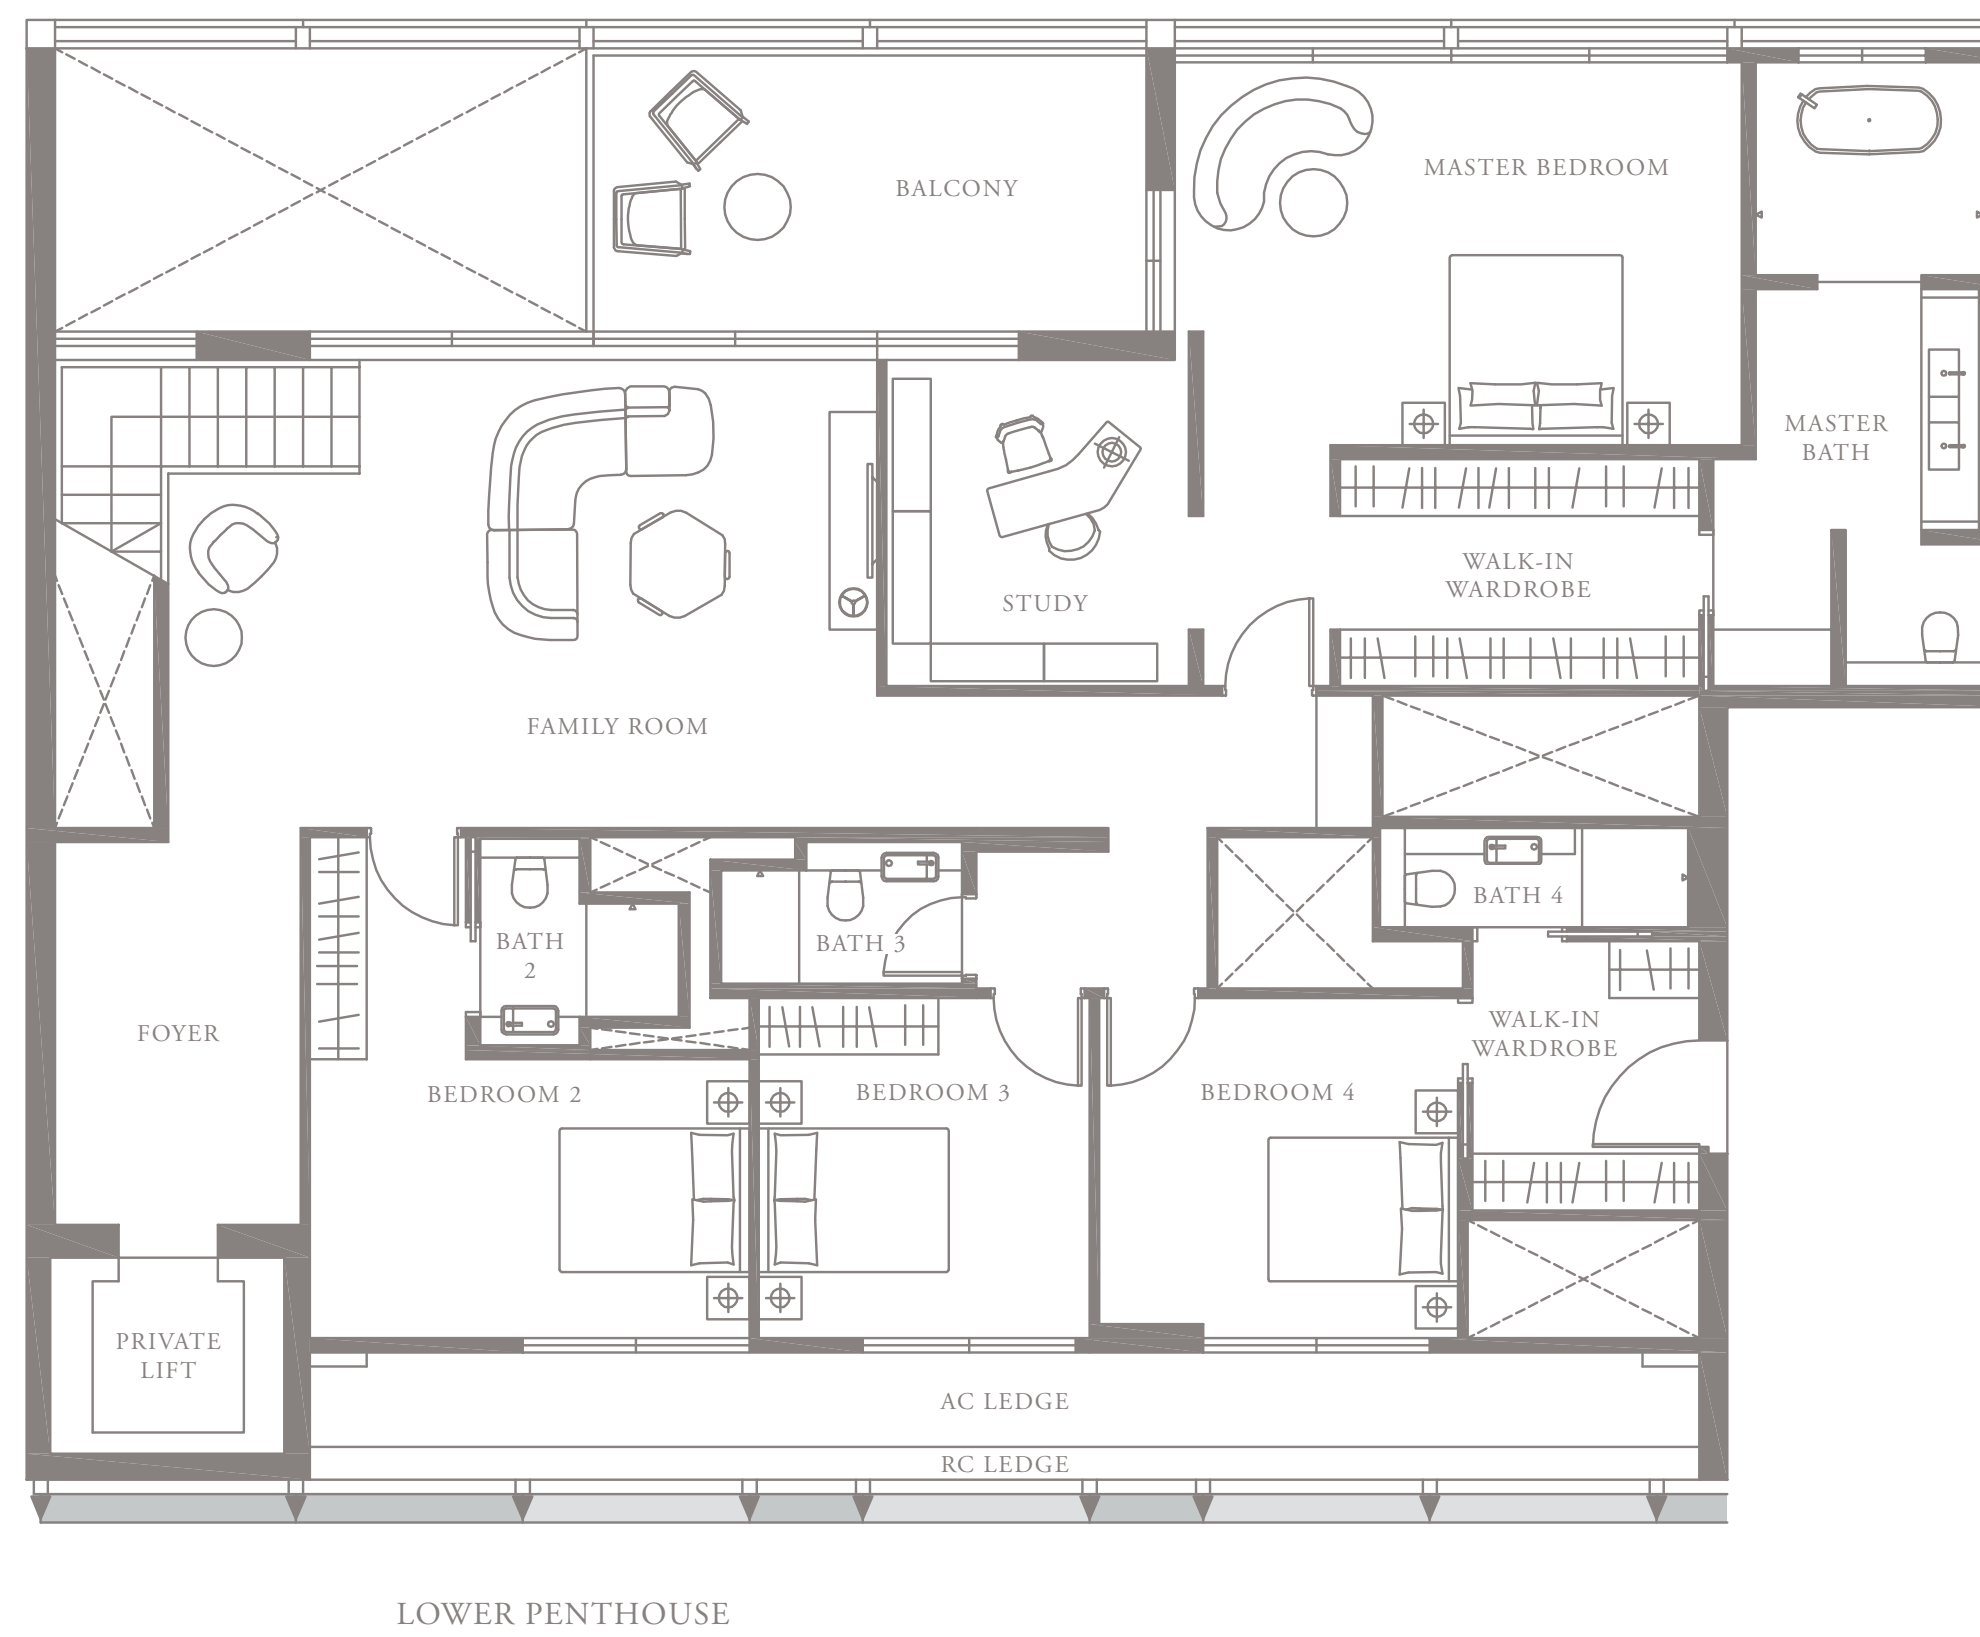 MASTER BEDROOM
BALCONY
MASTER
BATH
WALK-IN
WARDROBE
STUDY
FAMILY ROOM
BATH 4
BATH
2
BATH 3
FOYER
WALK-IN
WARDROBE
BEDROOM 2
BEDROOM 3
BEDROOM 4
PRIVATE
LIFT
AC LEDGE
RC LEDGE
LOWER PENTHOUSE